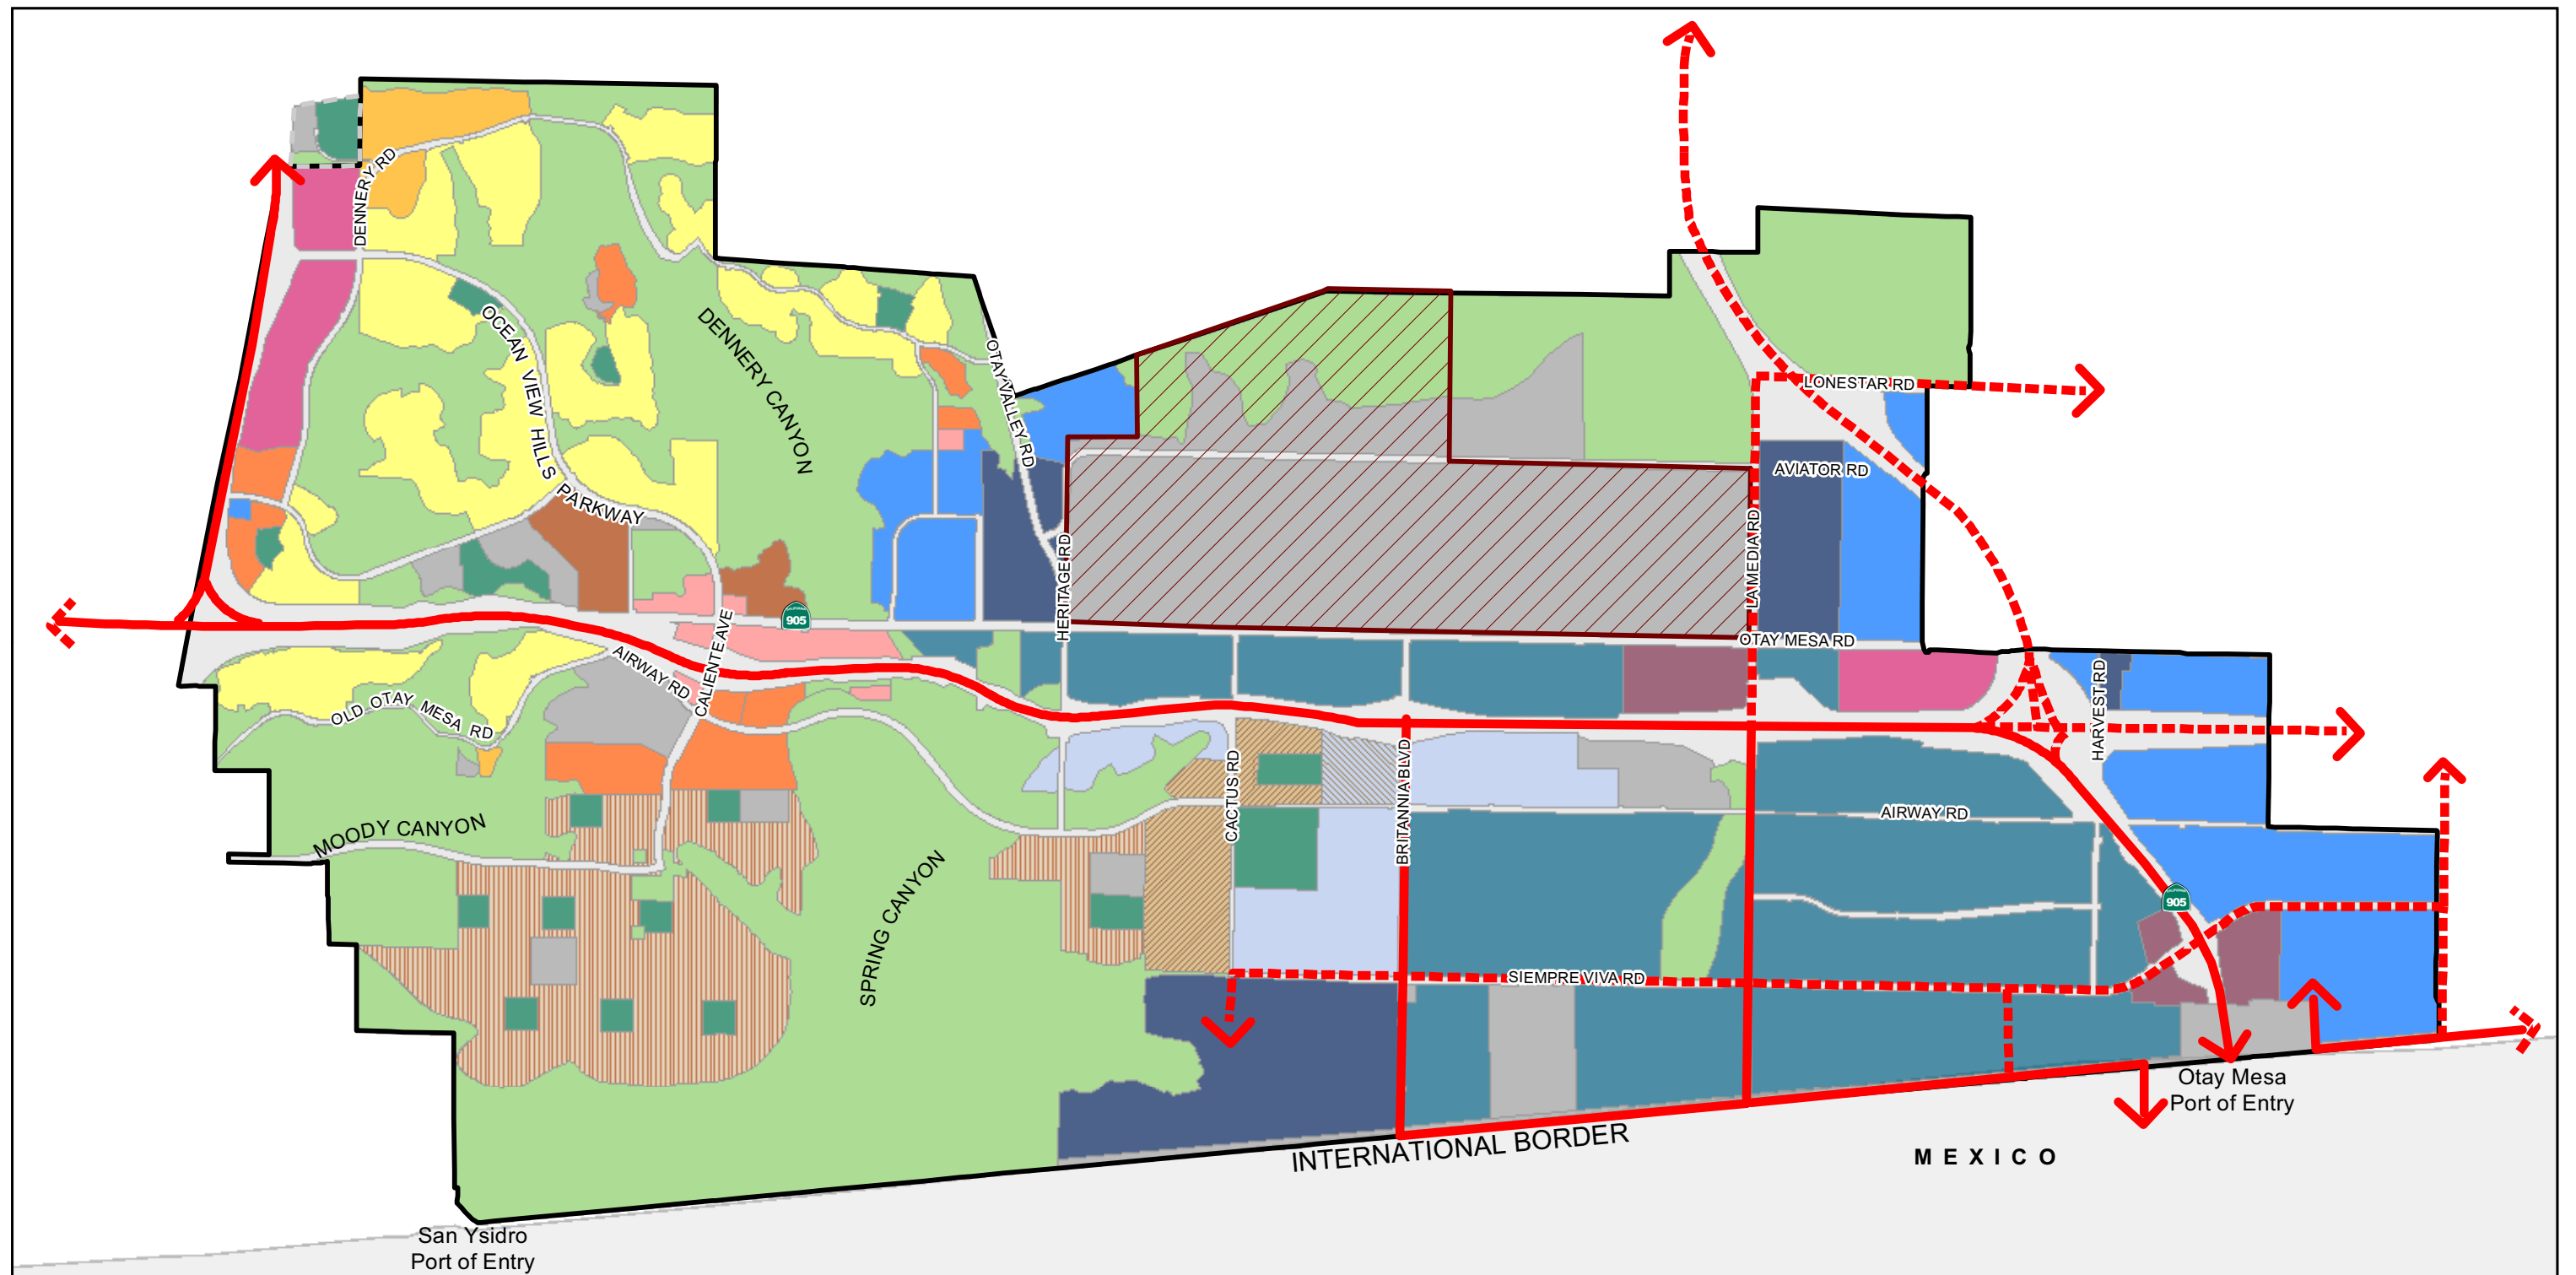 DENNERY RD
OCEAN VIEW HILLS PARKWAY
DENNERY CANYON
OTAY VALLEY RD
LONESTAR RD
AVIATOR RD
HERITAGE RD
LA MEDIA RD
905
OTAY MESA RD
CALIENTE AVE
AIRWAY RD
OLD OTAY MESA RD
HARVEST RD
CACTUS RD
BRITANNIA BLVD
AIRWAY RD
MOODY CANYON
SPRING CANYON
905
SIEMPRE VIVA RD
Otay Mesa
Port of Entry
INTERNATIONAL BORDER
MEXICO
San Ysidro
Port of Entry